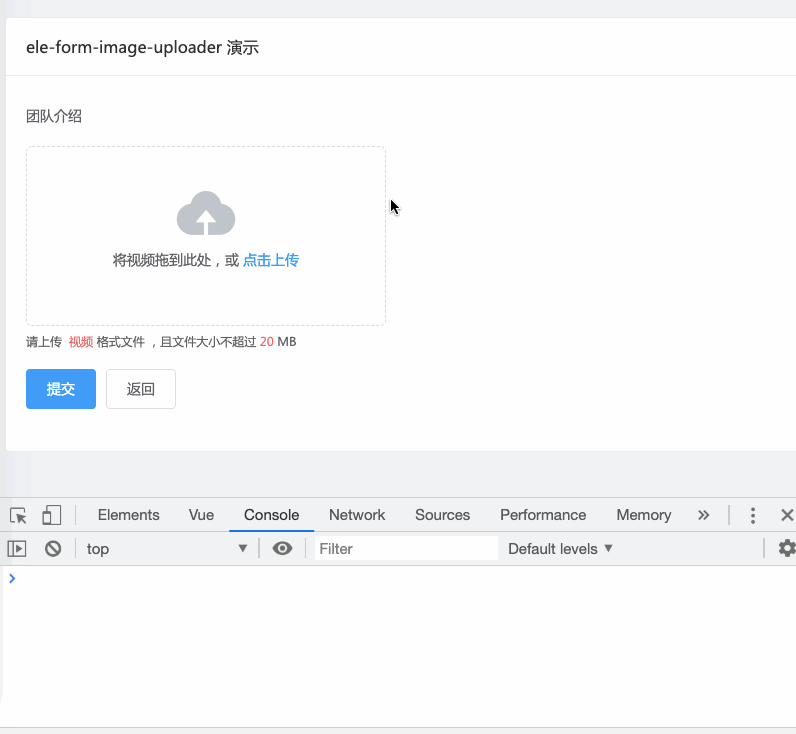 ele-form-image-uploader 演示
团队介绍
将视频拖到此处，或 点击上传
请上传 视频 格式文件 ，且文件大小不超过 20 MB
提交 返回
Elements Vue Console Network Sources Performance Memory
top Filter Default levels